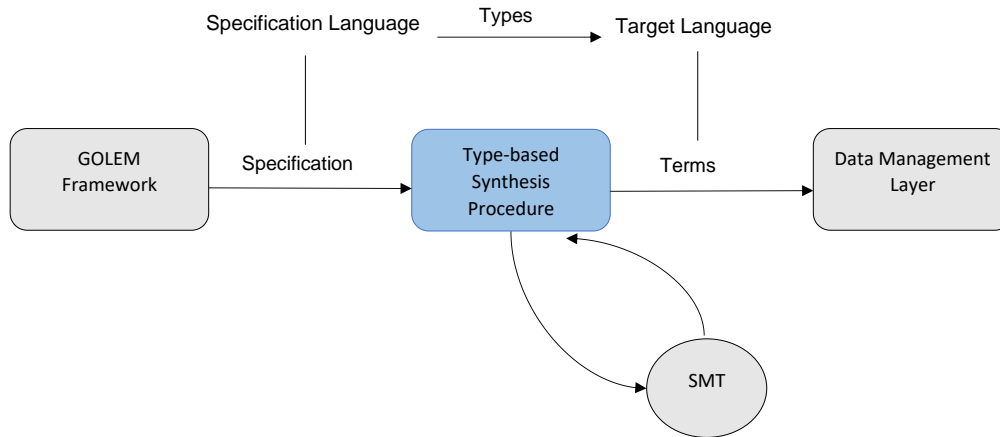 Specification Language
Types
Target Language
GOLEM
Framework
Specification
Type-based
Synthesis
Procedure
Terms
Data Management
Layer
SMT